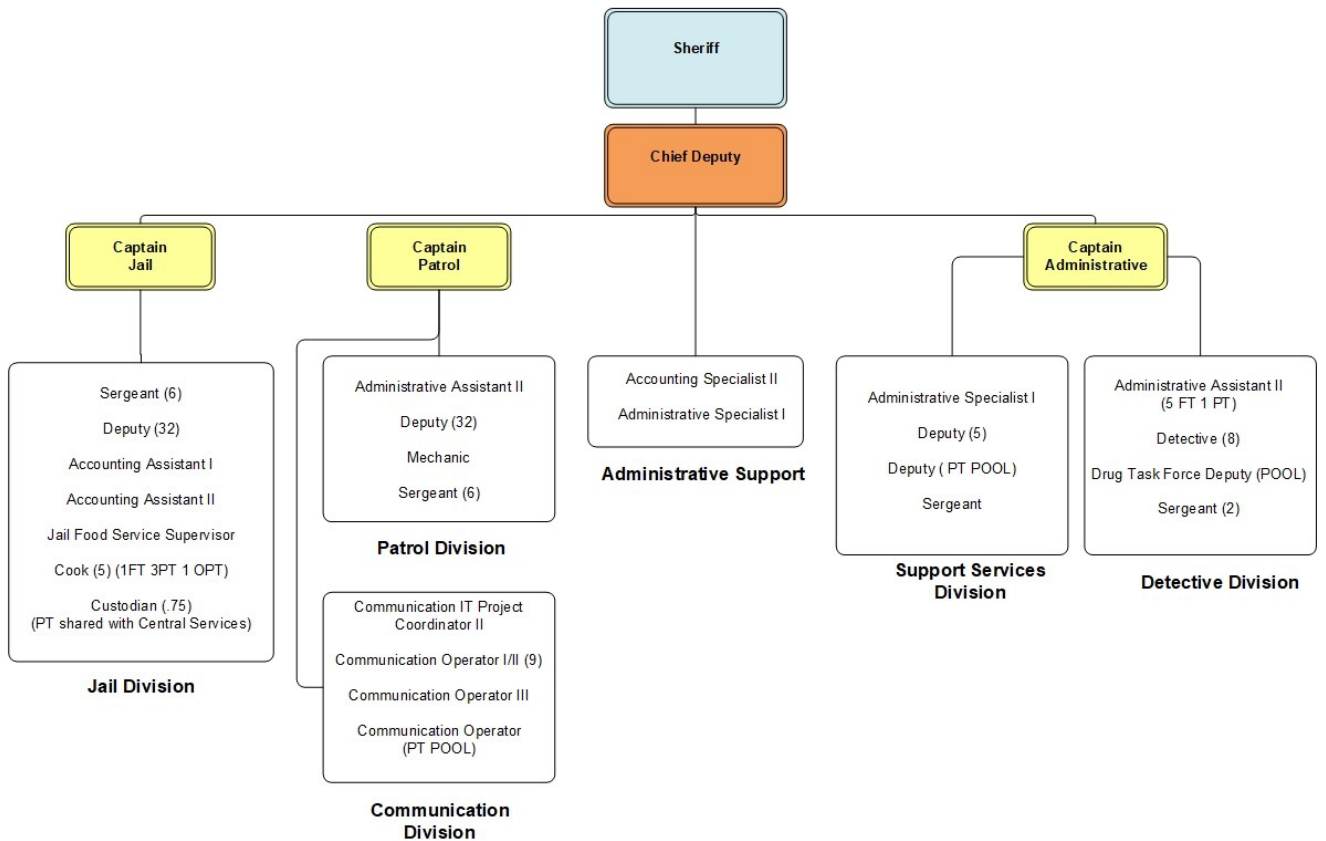 Sheriff
Chief Deputy
Captain
Jail
Captain
Patrol
Captain
Administrative
Sergeant (6)
Deputy (32)
Accounting Assistant I
Accounting Assistant II
Jail Food Service Supervisor
Cook (5) (1FT 3PT 1 OPT)
Custodian (.75)
(PT shared with Central Services)
Jail Division
Administrative Assistant II
Deputy (32)
Mechanic
Sergeant (6)
Patrol Division
Communication IT Project
Coordinator II
Communication Operator I/II (9)
Communication Operator III
Communication Operator
(PT POOL)
Communication
Division
Accounting Specialist II
Administrative Specialist I
Administrative Support
Administrative Specialist I
Deputy (5)
Deputy ( PT POOL)
Sergeant
Support Services
Division
Administrative Assistant II
(5 FT 1 PT)
Detective (8)
Drug Task Force Deputy (POOL)
Sergeant (2)
Detective Division